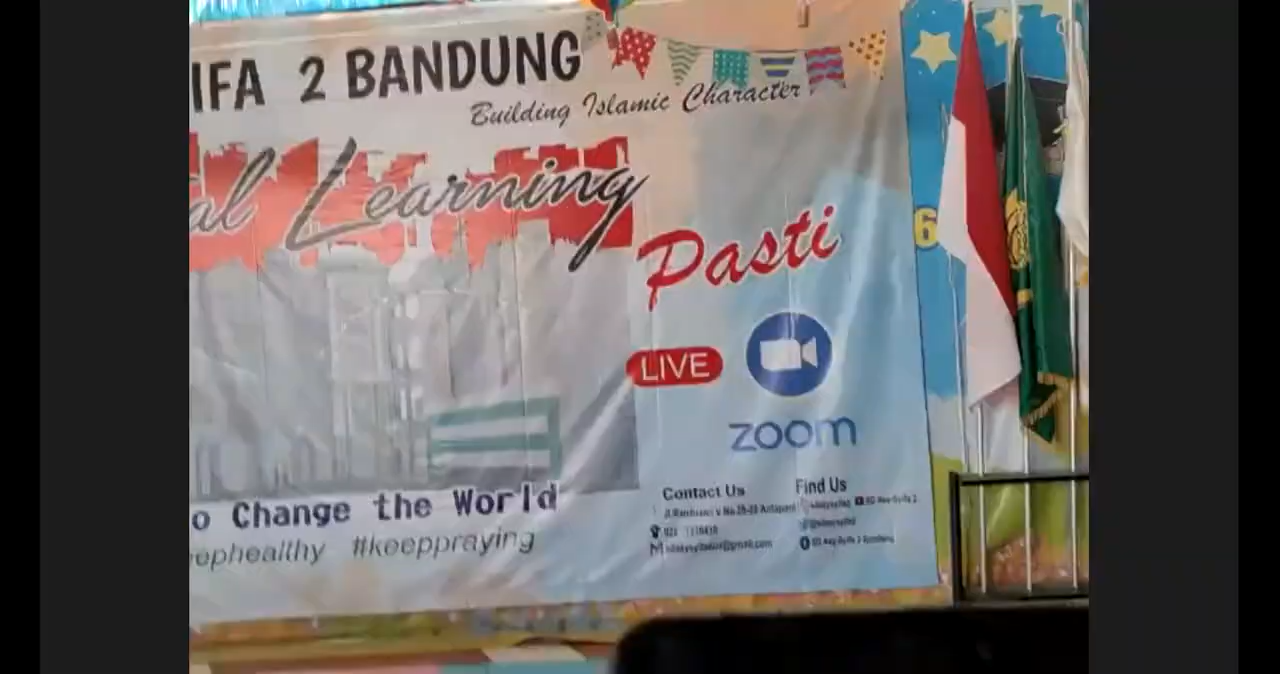 IFA 2 BANDUNG
Building Islamic Character
al Learning
Pasti
6
LIVE
zoom
o Change the World
ephealthy #keeppraying
Contact Us
Find Us